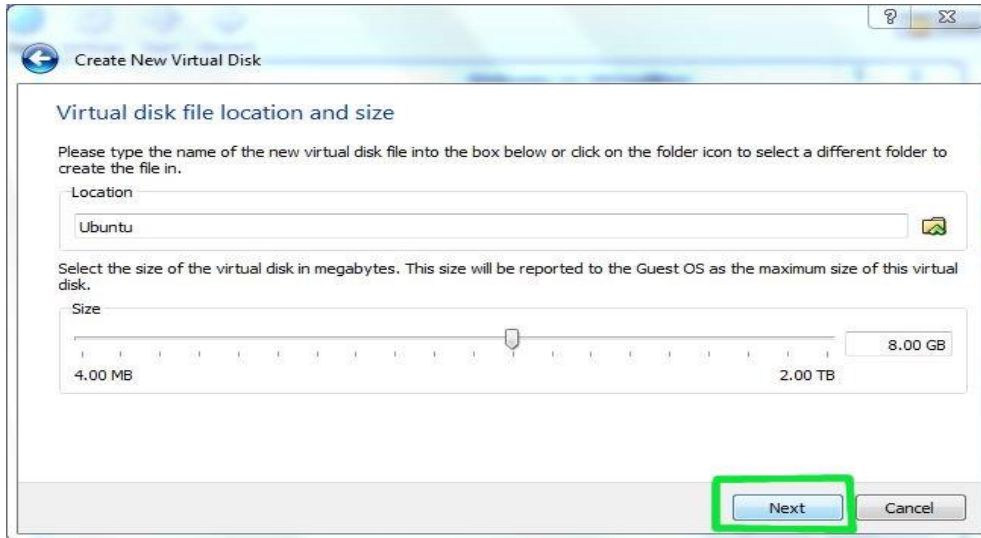 Create New Virtual Disk
Virtual disk file location and size
Please type the name of the new virtual disk file into the box below or click on the folder icon to select a different folder to
create the file in.
Location
Ubuntu
Select the size of the virtual disk in megabytes. This size will be reported to the Guest OS as the maximum size of this virtual
disk.
Size
8.00 GB
4.00 MB 2.00 TB
Next Cancel